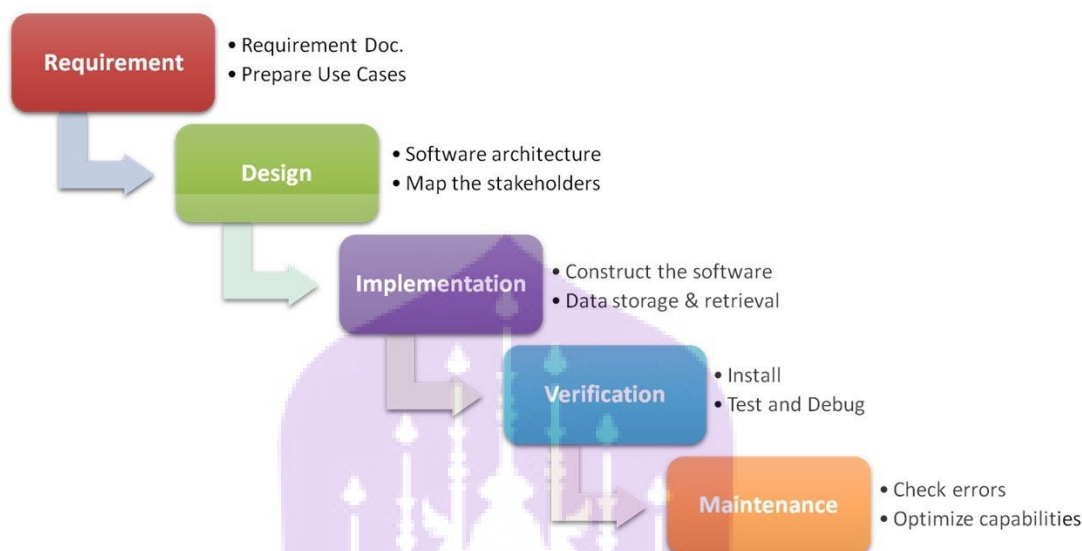 Requirement
• Requirement Doc.
• Prepare Use Cases
Design
• Software architecture
• Map the stakeholders
Implementation
• Construct the software
• Data storage & retrieval
Verification
• Install
• Test and Debug
Maintenance
• Check errors
• Optimize capabilities